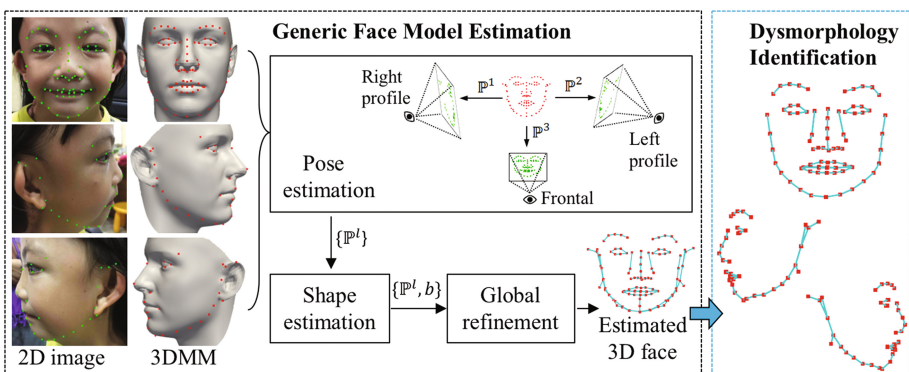 Generic Face Model Estimation
Dysmorphology
Identification
Right
profile
ℙ¹
ℙ²
ℙ³
Left
profile
Frontal
Pose
estimation
{ℙˡ}
Shape
estimation
{ℙˡ, b}
Global
refinement
Estimated
3D face
2D image
3DMM